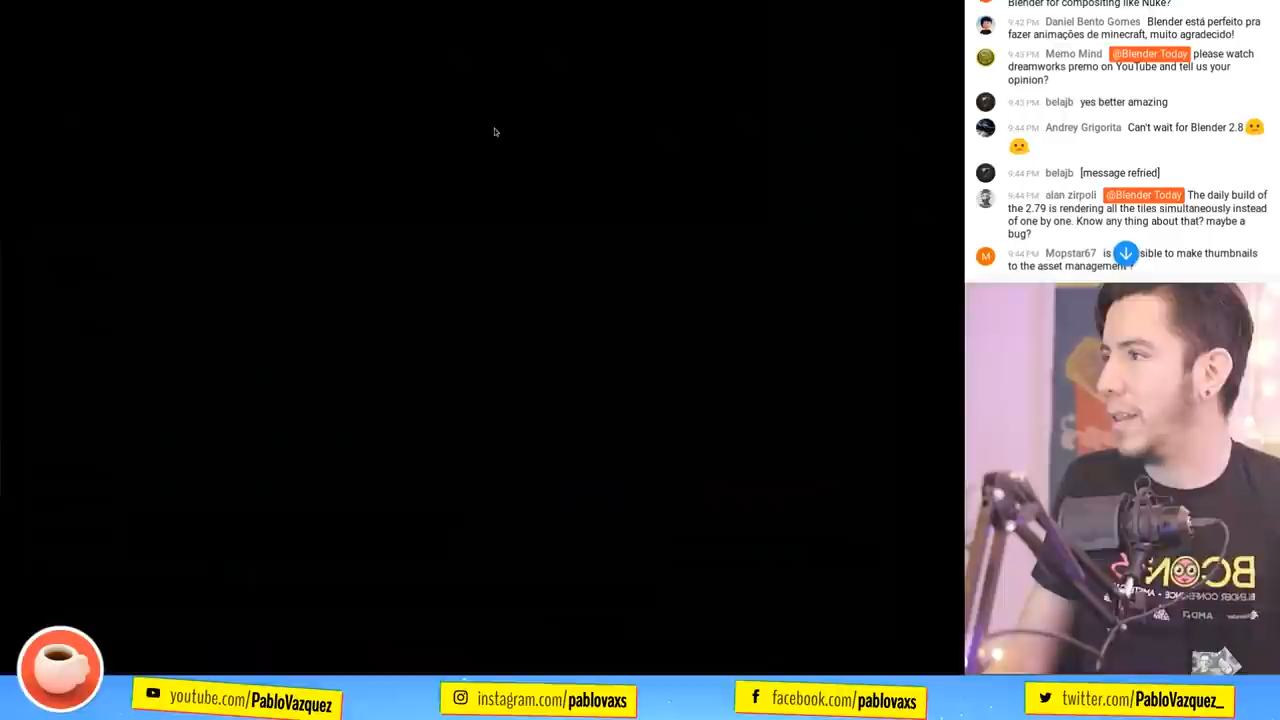 Blender for compositing like Nuke?
9:42 PM Daniel Bento Gomes Blender está perfeito pra
fazer animações de minecraft, muito agradecido!
9:43 PM Memo Mind @Blender Today please watch
dreamworks premo on YouTube and tell us your
opinion?
9:43 PM belajb yes better amazing
9:44 PM Andrey Grigorita Can't wait for Blender 2.8
9:44 PM belajb [message refried]
9:44 PM alan zirpoli @Blender Today The daily build of
the 2.79 is rendering all the tiles simultaneously instead
of one by one. Know any thing about that? maybe a
bug?
M 9:44 PM Mopstar67 is sible to make thumbnails
to the asset management ?
BCON
BLENDER CONFERENCE
AMD
youtube.com/PabloVazquez
instagram.com/pablovaxs
facebook.com/pablovaxs
twitter.com/PabloVazquez_